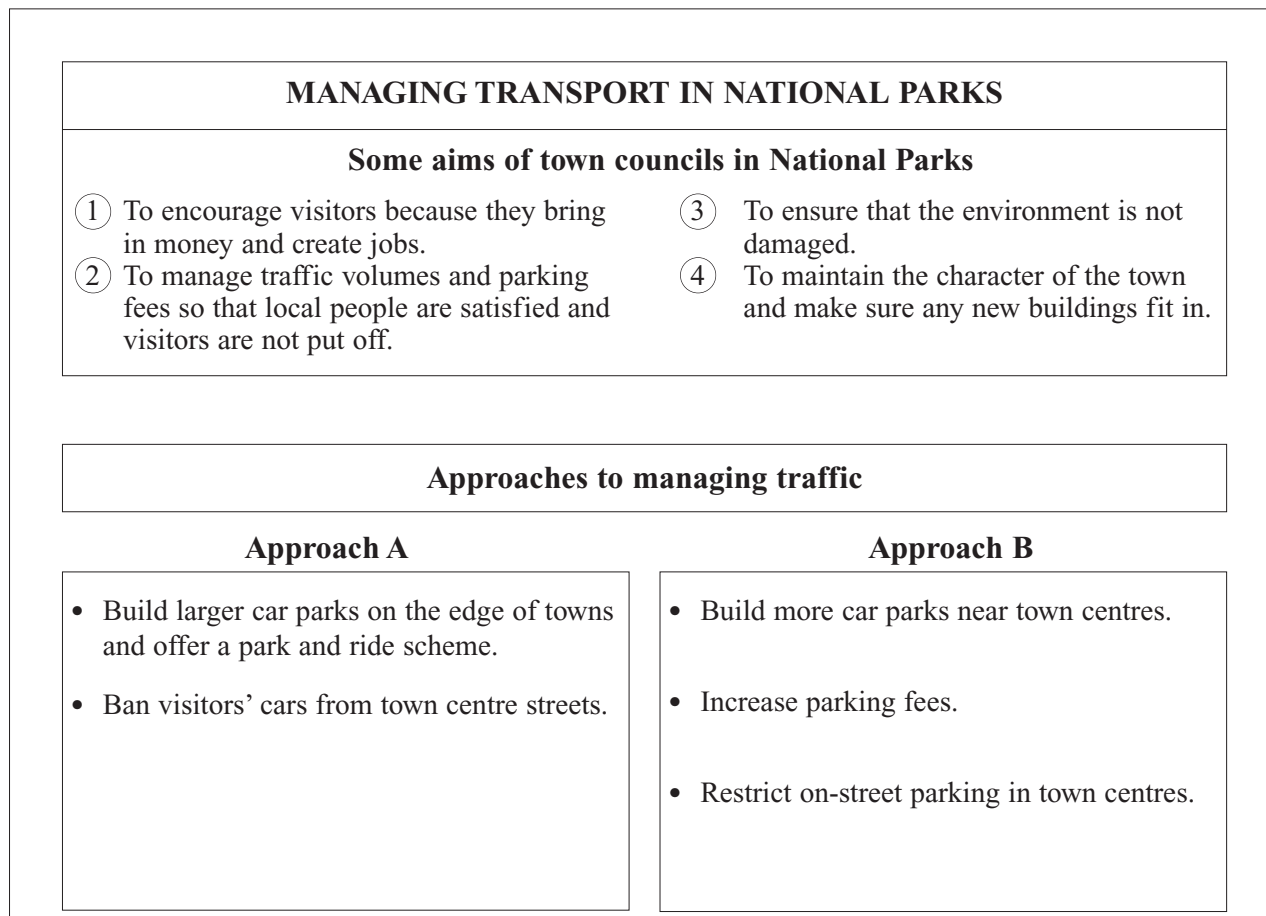 MANAGING TRANSPORT IN NATIONAL PARKS
Some aims of town councils in National Parks
1 To encourage visitors because they bring
in money and create jobs.
2 To manage traffic volumes and parking
fees so that local people are satisfied and
visitors are not put off.
3 To ensure that the environment is not
damaged.
4 To maintain the character of the town
and make sure any new buildings fit in.
Approaches to managing traffic
Approach A
• Build larger car parks on the edge of towns
and offer a park and ride scheme.
• Ban visitors’ cars from town centre streets.
Approach B
• Build more car parks near town centres.
• Increase parking fees.
• Restrict on-street parking in town centres.